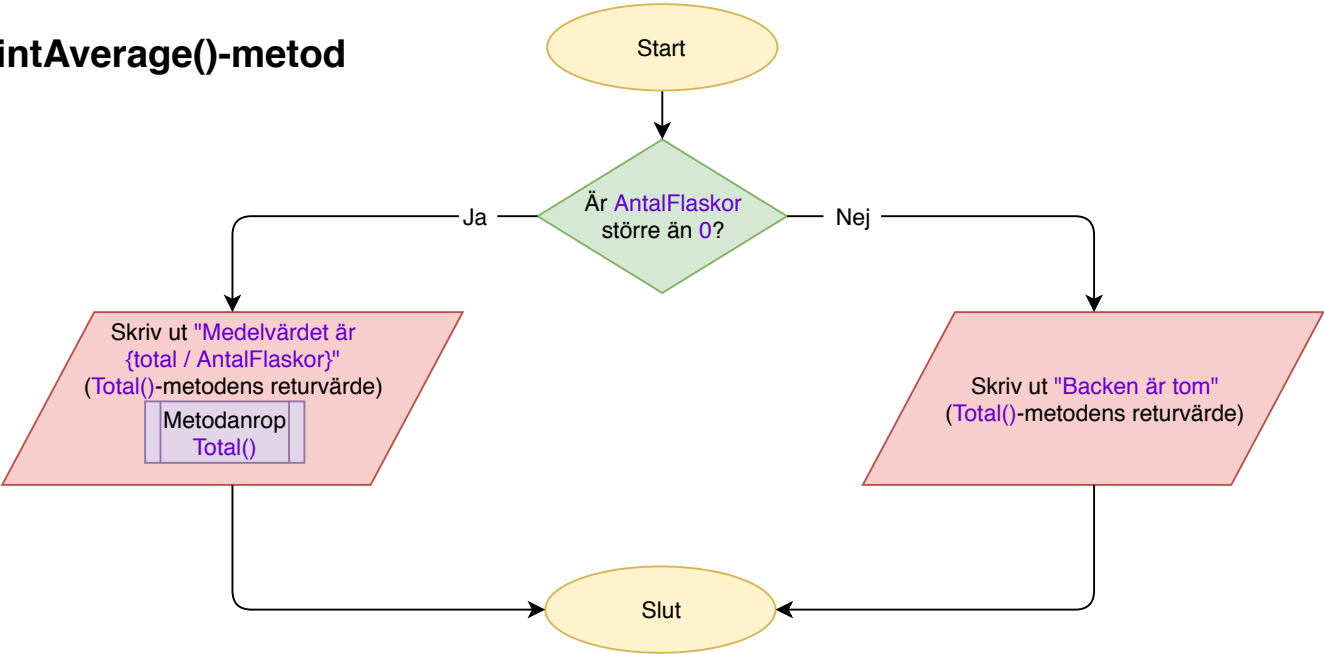 intAverage()-metod
Start
Är AntalFlaskor
större än 0?
Ja
Nej
Skriv ut "Medelvärdet är
{total / AntalFlaskor}"
(Total()-metodens returvärde)
Metodanrop
Total()
Skriv ut "Backen är tom"
(Total()-metodens returvärde)
Slut